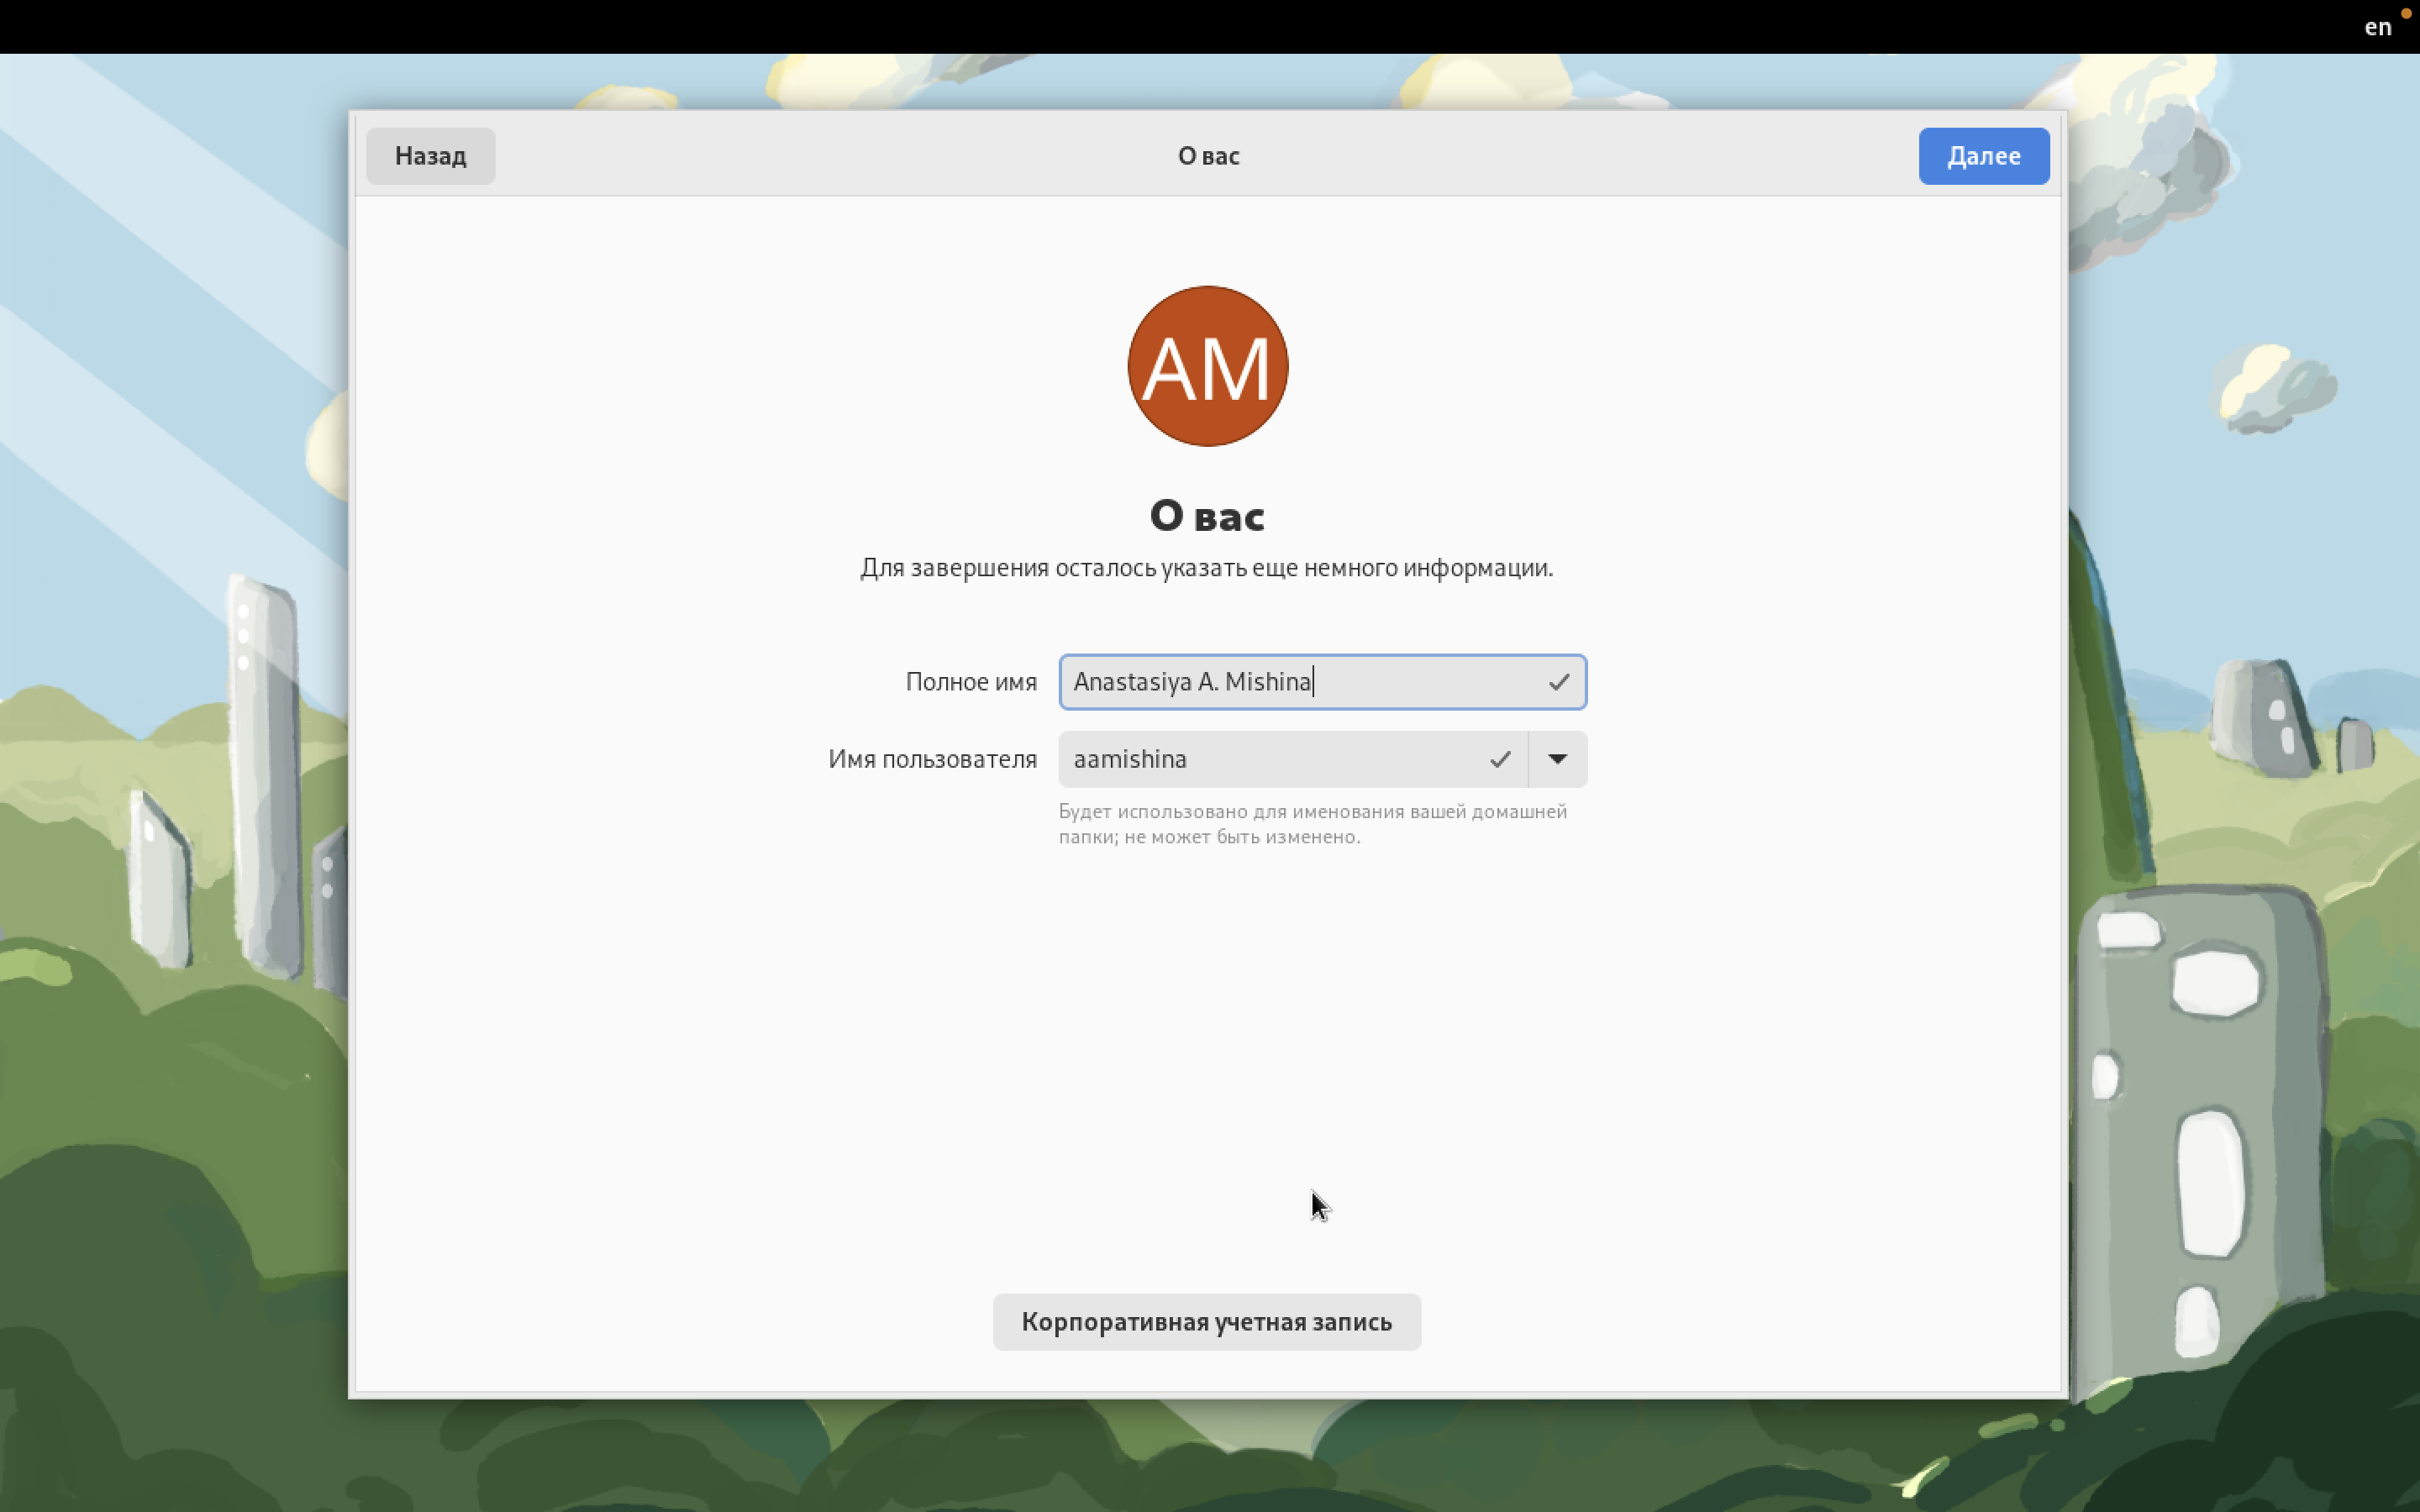 en
Назад
О вас
Далее
AM
О вас
Для завершения осталось указать еще немного информации.
Полное имя
Anastasiya A. Mishina
Имя пользователя
aamishina
Будет использовано для именования вашей домашней
папки; не может быть изменено.
Корпоративная учетная запись